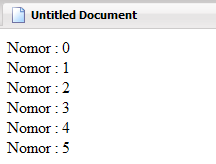 Untitled Document
Nomor : 0
Nomor : 1
Nomor : 2
Nomor : 3
Nomor : 4
Nomor : 5